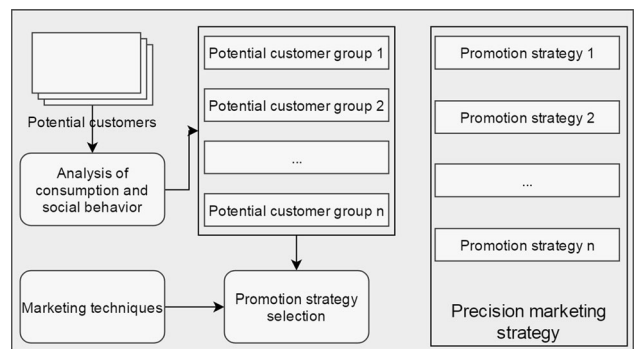 Potential customers
Analysis of
consumption and
social behavior
Marketing techniques
Potential customer group 1
Potential customer group 2
...
Potential customer group n
Promotion strategy
selection
Promotion strategy 1
Promotion strategy 2
...
Promotion strategy n
Precision marketing
strategy